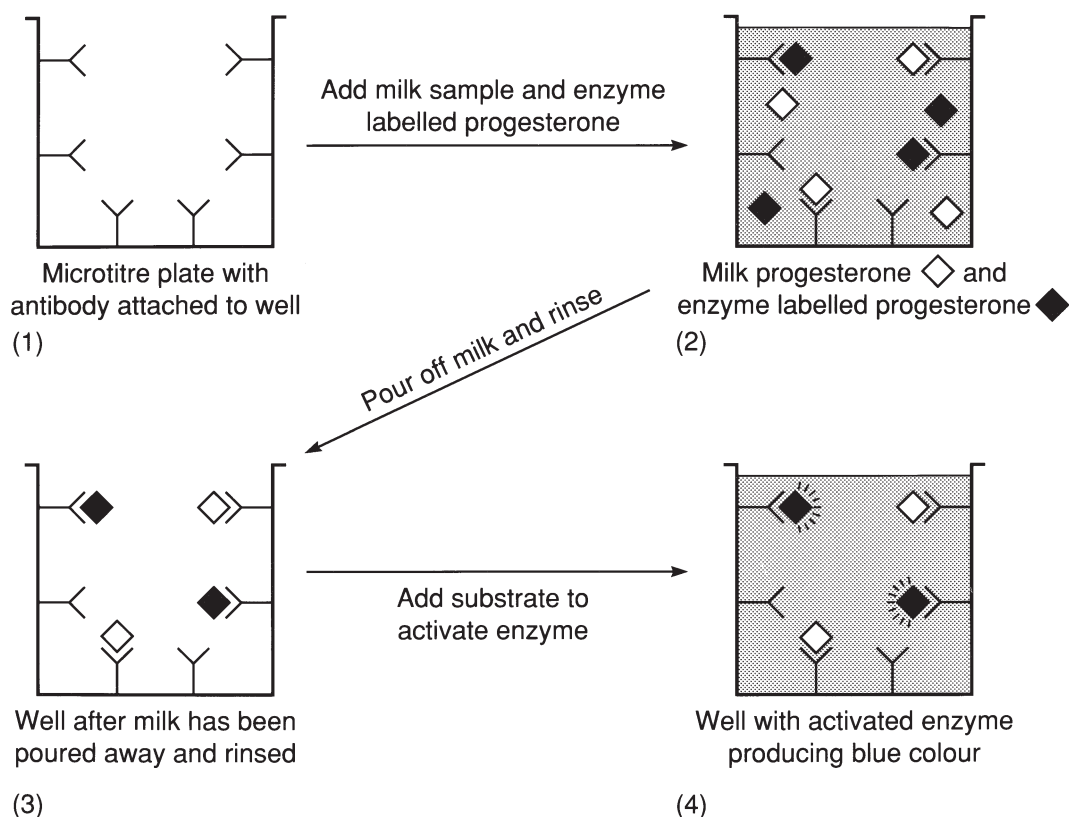 Add milk sample and enzyme
labelled progesterone
Microtitre plate with
antibody attached to well
(1)
Milk progesterone and
enzyme labelled progesterone
(2)
Pour off milk and rinse
Add substrate to
activate enzyme
Well after milk has been
poured away and rinsed
(3)
Well with activated enzyme
producing blue colour
(4)